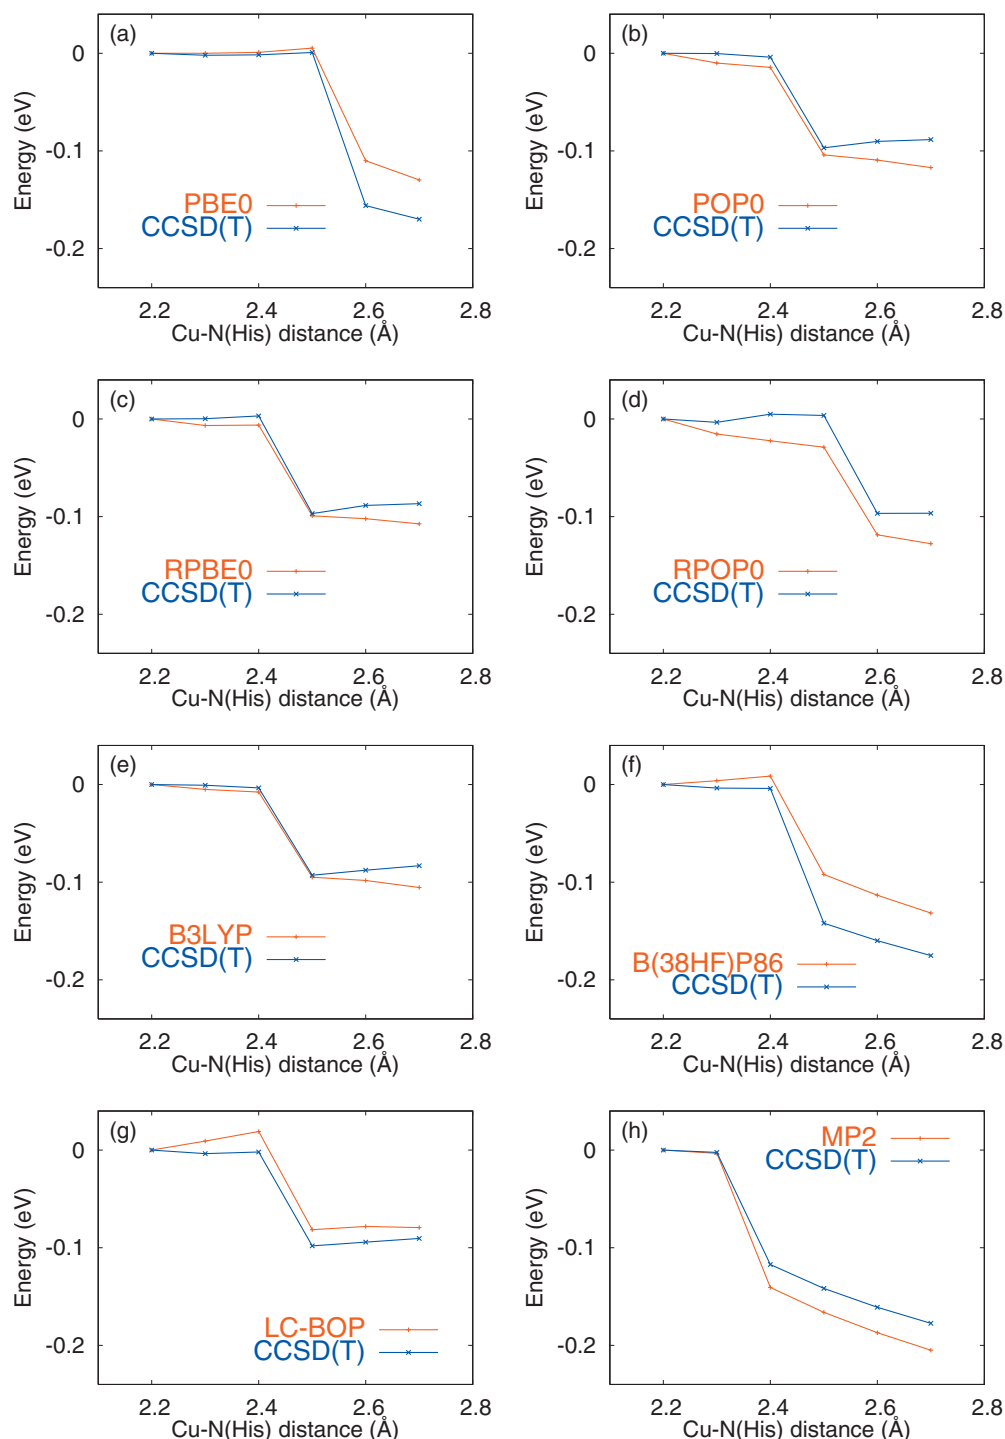 (a)
0
-0.1
-0.2
Energy (eV)
PBE0
CCSD(T)
2.2 2.4 2.6 2.8
Cu-N(His) distance (Å)
(b)
0
-0.1
-0.2
Energy (eV)
POP0
CCSD(T)
2.2 2.4 2.6 2.8
Cu-N(His) distance (Å)
(c)
0
-0.1
-0.2
Energy (eV)
RPBE0
CCSD(T)
2.2 2.4 2.6 2.8
Cu-N(His) distance (Å)
(d)
0
-0.1
-0.2
Energy (eV)
RPOP0
CCSD(T)
2.2 2.4 2.6 2.8
Cu-N(His) distance (Å)
(e)
0
-0.1
-0.2
Energy (eV)
B3LYP
CCSD(T)
2.2 2.4 2.6 2.8
Cu-N(His) distance (Å)
(f)
0
-0.1
-0.2
Energy (eV)
B(38HF)P86
CCSD(T)
2.2 2.4 2.6 2.8
Cu-N(His) distance (Å)
(g)
0
-0.1
-0.2
Energy (eV)
LC-BOP
CCSD(T)
2.2 2.4 2.6 2.8
Cu-N(His) distance (Å)
(h)
0
-0.1
-0.2
Energy (eV)
MP2
CCSD(T)
2.2 2.4 2.6 2.8
Cu-N(His) distance (Å)